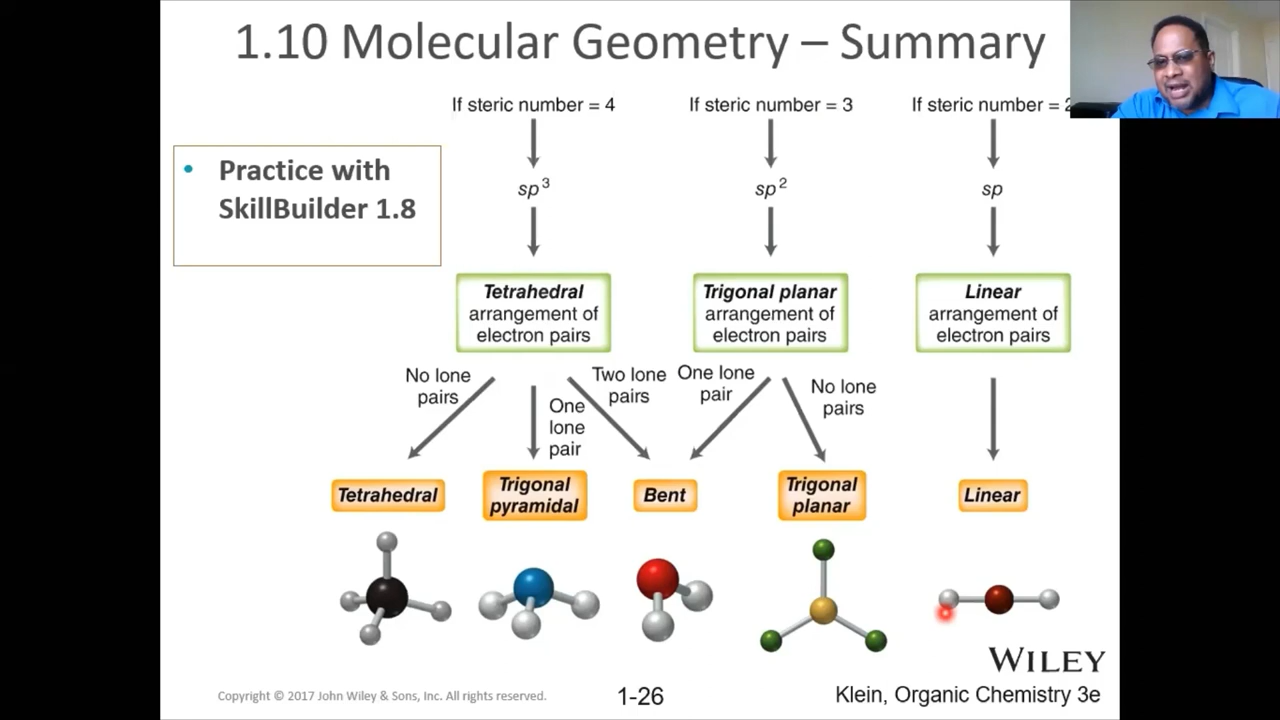 1.10 Molecular Geometry – Summary
If steric number = 4
If steric number = 3
If steric number = 2
• Practice with
SkillBuilder 1.8
sp³
sp²
sp
Tetrahedral
arrangement of
electron pairs
Trigonal planar
arrangement of
electron pairs
Linear
arrangement of
electron pairs
No lone
pairs
One
lone
pair
Two lone
pairs
One lone
pair
No lone
pairs
Tetrahedral
Trigonal
pyramidal
Bent
Trigonal
planar
Linear
WILEY
Copyright © 2017 John Wiley & Sons, Inc. All rights reserved.
1-26
Klein, Organic Chemistry 3e